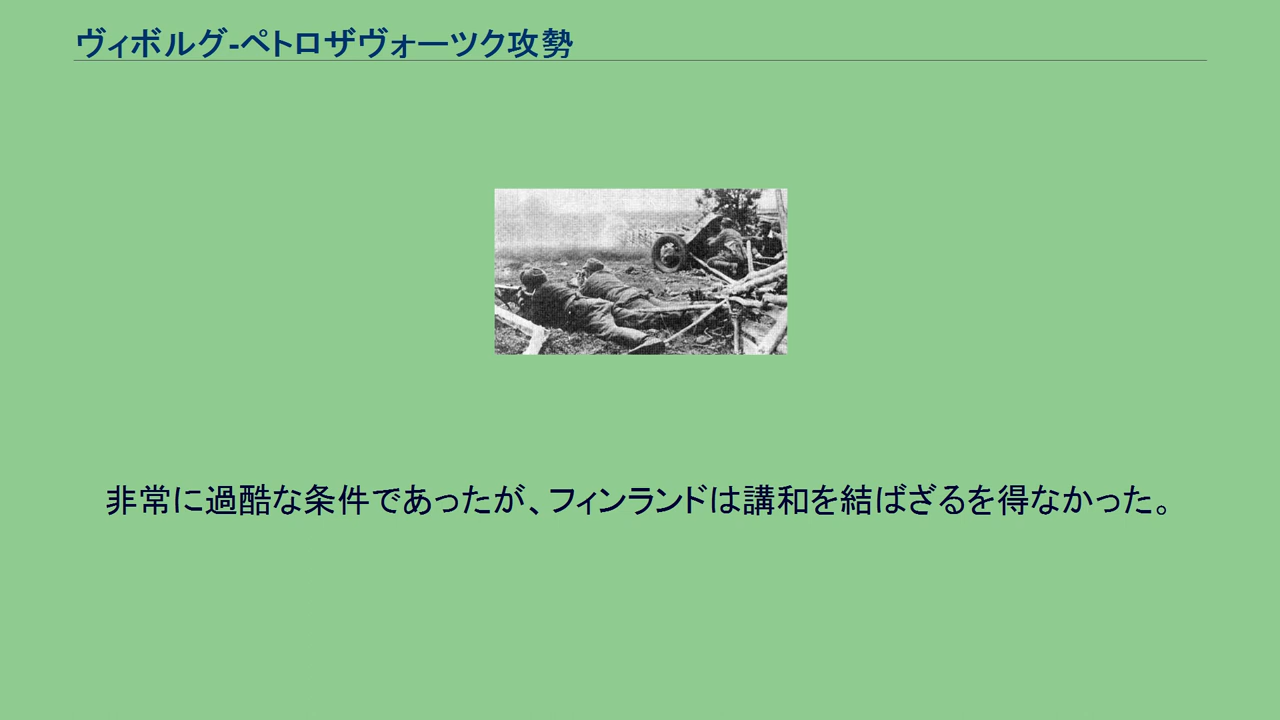 ヴィボルグ-ペトロザヴォーツク攻勢
非常に過酷な条件であったが、フィンランドは講和を結ばざるを得なかった。